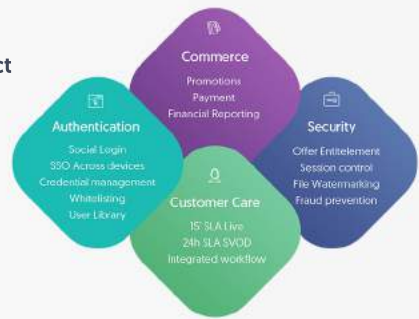 ct
Commerce
Promotions
Payment
Financial Reporting
Authentication
Social Login
SSO Across devices
Credential management
Whitelisting
User Library
Security
Offer Entitelement
Session control
File Watermarking
Fraud prevention
Customer Care
15' SLA Live
24h SLA SVOD
Integrated workflow